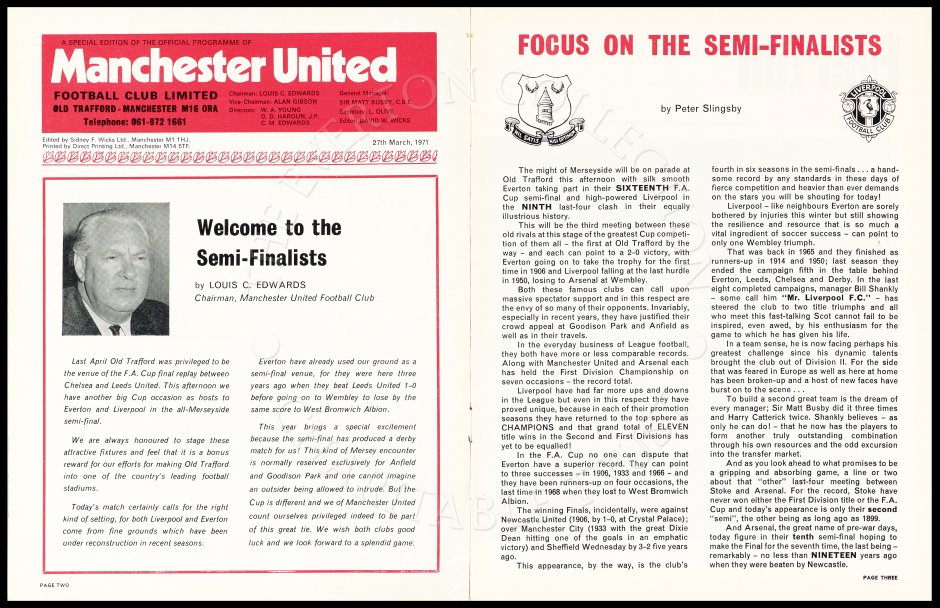 A SPECIAL EDITION OF THE OFFICIAL PROGRAMME OF
Manchester United
FOOTBALL CLUB LIMITED
OLD TRAFFORD - MANCHESTER M16 0RA
Telephone: 061-872 1661
Chairman: LOUIS C. EDWARDS
Vice-Chairman: ALAN GIBSON
Directors: W. A. YOUNG
D. D. HAROUN, J.P.
C. M. EDWARDS
General Manager:
SIR MATT BUSBY, C.B.E.
Secretary: L. OLIVE
Editor: DAVID W. WICKS
Edited by Sidney F. Wicks Ltd., Manchester M1 1HJ.
Printed by Direct Printing Ltd., Manchester M14 5TF.
27th March, 1971
Welcome to the
Semi-Finalists
by LOUIS C. EDWARDS
Chairman, Manchester United Football Club
Last April Old Trafford was privileged to be
the venue of the F.A. Cup final replay between
Chelsea and Leeds United. This afternoon we
have another big Cup occasion as hosts to
Everton and Liverpool in the all-Merseyside
semi-final.
We are always honoured to stage these
attractive fixtures and feel that it is a bonus
reward for our efforts for making Old Trafford
into one of the country's leading football
stadiums.
Today's match certainly calls for the right
kind of setting, for both Liverpool and Everton
come from fine grounds which have been
under reconstruction in recent seasons.
Everton have already used our ground as a
semi-final venue, for they were here three
years ago when they beat Leeds United 1-0
before going on to Wembley to lose by the
same score to West Bromwich Albion.
This year brings a special excitement
because the semi-final has produced a derby
match for us! This kind of Mersey encounter
is normally reserved exclusively for Anfield
and Goodison Park and one cannot imagine
an outsider being allowed to intrude. But the
Cup is different and we of Manchester United
count ourselves privileged indeed to be part
of this great tie. We wish both clubs good
luck and we look forward to a splendid game.
PAGE TWO
FOCUS ON THE SEMI-FINALISTS
NIL SATIS NISI OPTIMUM
by Peter Slingsby
LIVERPOOL
FOOTBALL CLUB
The might of Merseyside will be on parade at
Old Trafford this afternoon with silk smooth
Everton taking part in their SIXTEENTH F.A.
Cup semi-final and high-powered Liverpool in
the NINTH last-four clash in their equally
illustrious history.
This will be the third meeting between these
old rivals at this stage of the greatest Cup competi-
tion of them all - the first at Old Trafford by the
way - and each can point to a 2-0 victory, with
Everton going on to take the trophy for the first
time in 1906 and Liverpool falling at the last hurdle
in 1950, losing to Arsenal at Wembley.
Both these famous clubs can call upon
massive spectator support and in this respect are
the envy of so many of their opponents. Invariably,
especially in recent years, they have justified their
crowd appeal at Goodison Park and Anfield as
well as in their travels.
In the everyday business of League football,
they both have more or less comparable records.
Along with Manchester United and Arsenal each
has held the First Division Championship on
seven occasions - the record total.
Liverpool have had far more ups and downs
in the League but even in this respect they have
proved unique, because in each of their promotion
seasons they have returned to the top sphere as
CHAMPIONS and that grand total of ELEVEN
title wins in the Second and First Divisions has
yet to be equalled!
In the F.A. Cup no one can dispute that
Everton have a superior record. They can point
to three successes - in 1906, 1933 and 1966 - and
they have been runners-up on four occasions, the
last time in 1968 when they lost to West Bromwich
Albion.
The winning Finals, incidentally, were against
Newcastle United (1906, by 1-0, at Crystal Palace);
over Manchester City (1933 with the great Dixie
Dean hitting one of the goals in an emphatic
victory) and Sheffield Wednesday by 3-2 five years
ago.
This appearance, by the way, is the club's
fourth in six seasons in the semi-finals . . . a hand-
some record by any standards in these days of
fierce competition and heavier than ever demands
on the stars you will be shouting for today!
Liverpool - like neighbours Everton are sorely
bothered by injuries this winter but still showing
the resilience and resource that is so much a
vital ingredient of soccer success - can point to
only one Wembley triumph.
That was back in 1965 and they finished as
runners-up in 1914 and 1950; last season they
ended the campaign fifth in the table behind
Everton, Leeds, Chelsea and Derby. In the last
eight completed campaigns, manager Bill Shankly
- some call him "Mr. Liverpool F.C." - has
steered the club to two title triumphs and all
who meet this fast-talking Scot cannot fail to be
inspired, even awed, by his enthusiasm for the
game to which he has given his life.
In a team sense, he is now facing perhaps his
greatest challenge since his dynamic talents
brought the club out of Division II. For the side
that was feared in Europe as well as here at home
has been broken-up and a host of new faces have
burst on to the scene . . .
To build a second great team is the dream of
every manager; Sir Matt Busby did it three times
and Harry Catterick twice. Shankly believes - as
only he can do! - that he now has the players to
form another truly outstanding combination
through his own resources and the odd excursion
into the transfer market.
And as you look ahead to what promises to be
a gripping and absorbing game, a line or two
about that "other" last-four meeting between
Stoke and Arsenal. For the record, Stoke have
never won either the First Division title or the F.A.
Cup and today's appearance is only their second
"semi", the other being as long ago as 1899.
And Arsenal, the great name of pre-war days,
today figure in their tenth semi-final hoping to
make the Final for the seventh time, the last being -
remarkably - no less than NINETEEN years ago
when they were beaten by Newcastle.
PAGE THREE